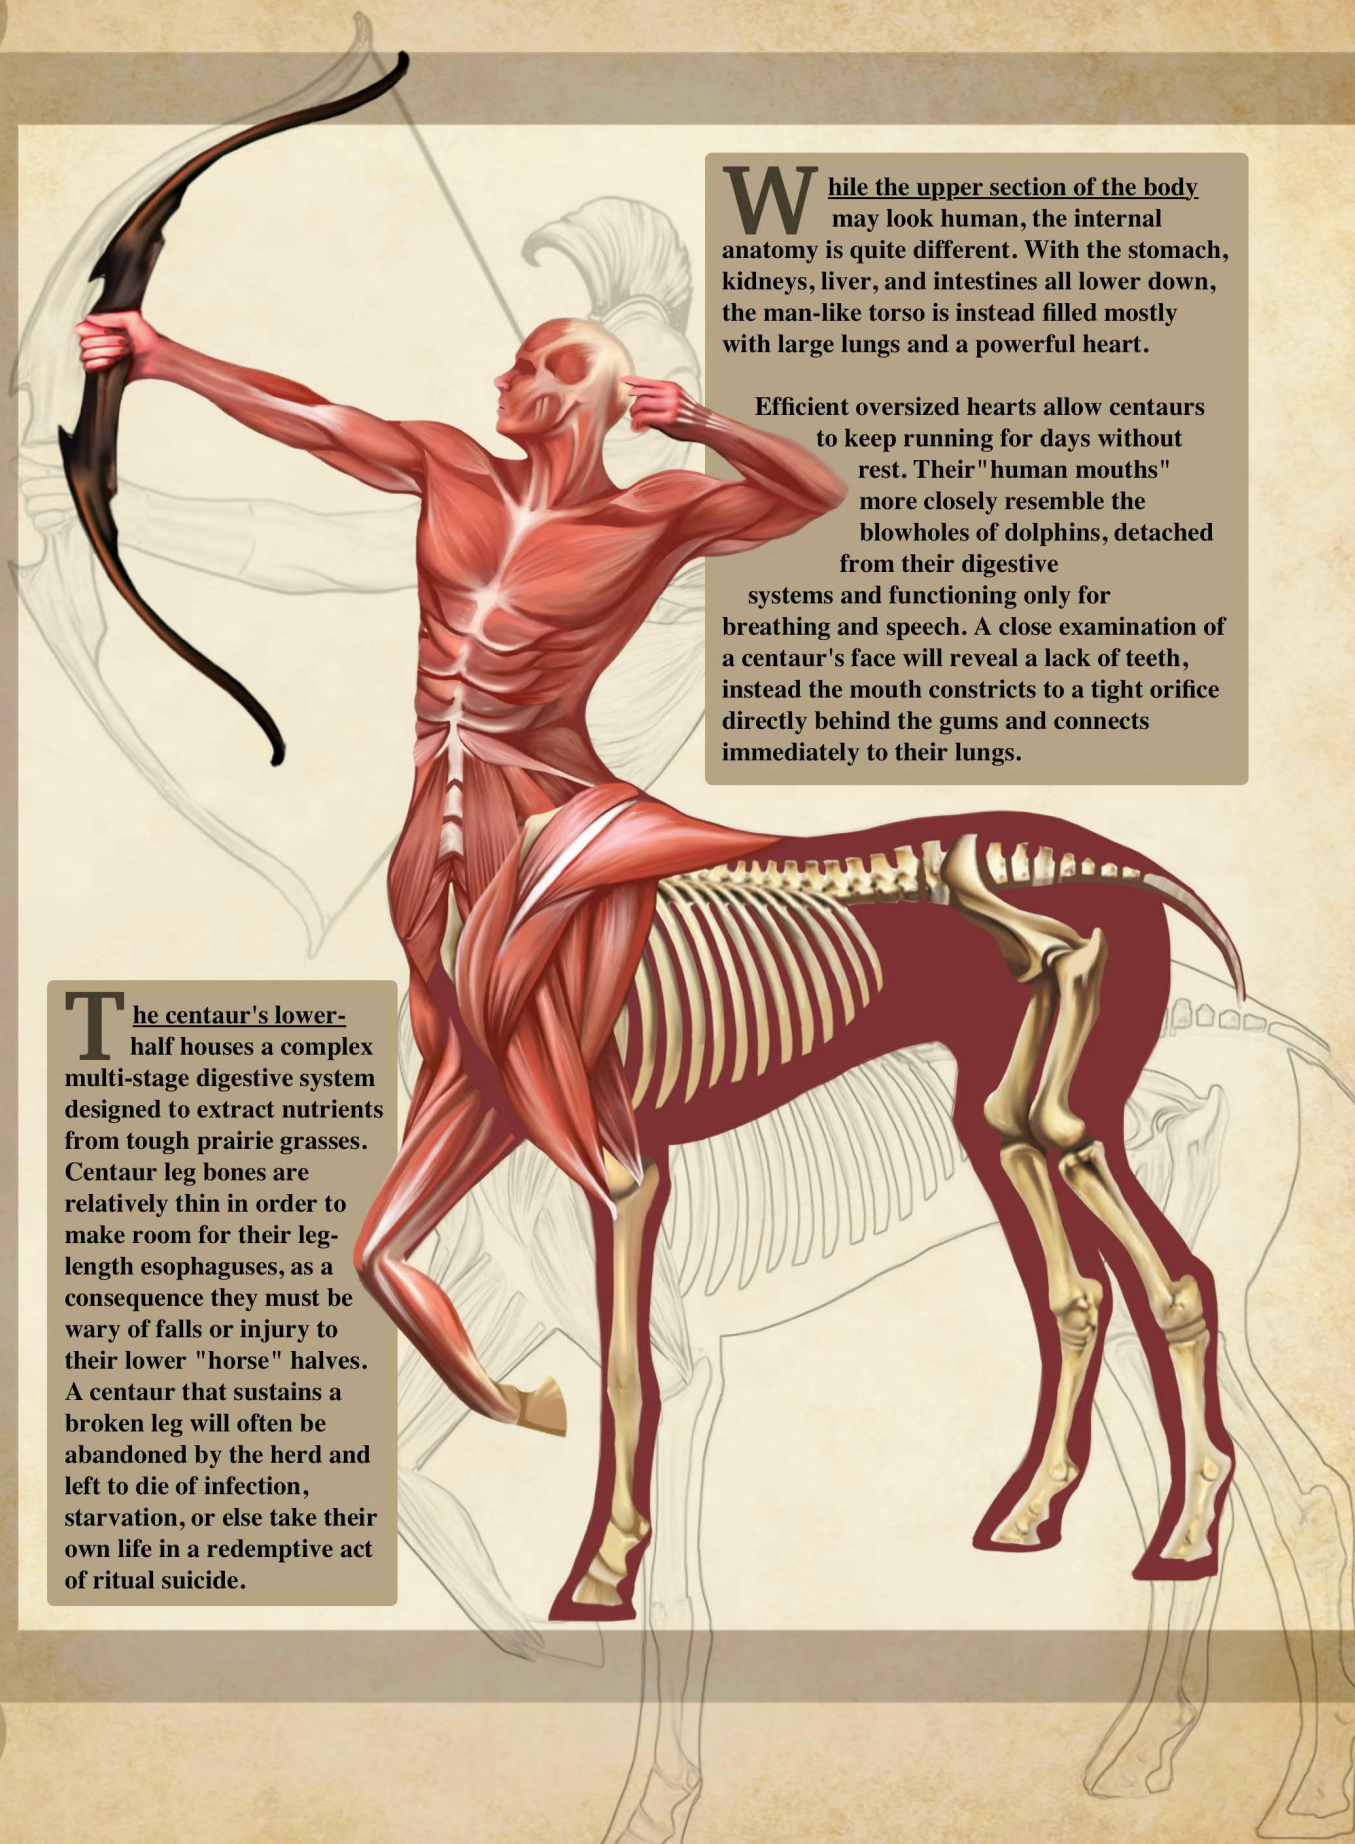 While the upper section of the body
may look human, the internal
anatomy is quite different. With the stomach,
kidneys, liver, and intestines all lower down,
the man-like torso is instead filled mostly
with large lungs and a powerful heart.
Efficient oversized hearts allow centaurs
to keep running for days without
rest. Their"human mouths"
more closely resemble the
blowholes of dolphins, detached
from their digestive
systems and functioning only for
breathing and speech. A close examination of
a centaur's face will reveal a lack of teeth,
instead the mouth constricts to a tight orifice
directly behind the gums and connects
immediately to their lungs.
The centaur's lower-
half houses a complex
multi-stage digestive system
designed to extract nutrients
from tough prairie grasses.
Centaur leg bones are
relatively thin in order to
make room for their leg-
length esophaguses, as a
consequence they must be
wary of falls or injury to
their lower "horse" halves.
A centaur that sustains a
broken leg will often be
abandoned by the herd and
left to die of infection,
starvation, or else take their
own life in a redemptive act
of ritual suicide.